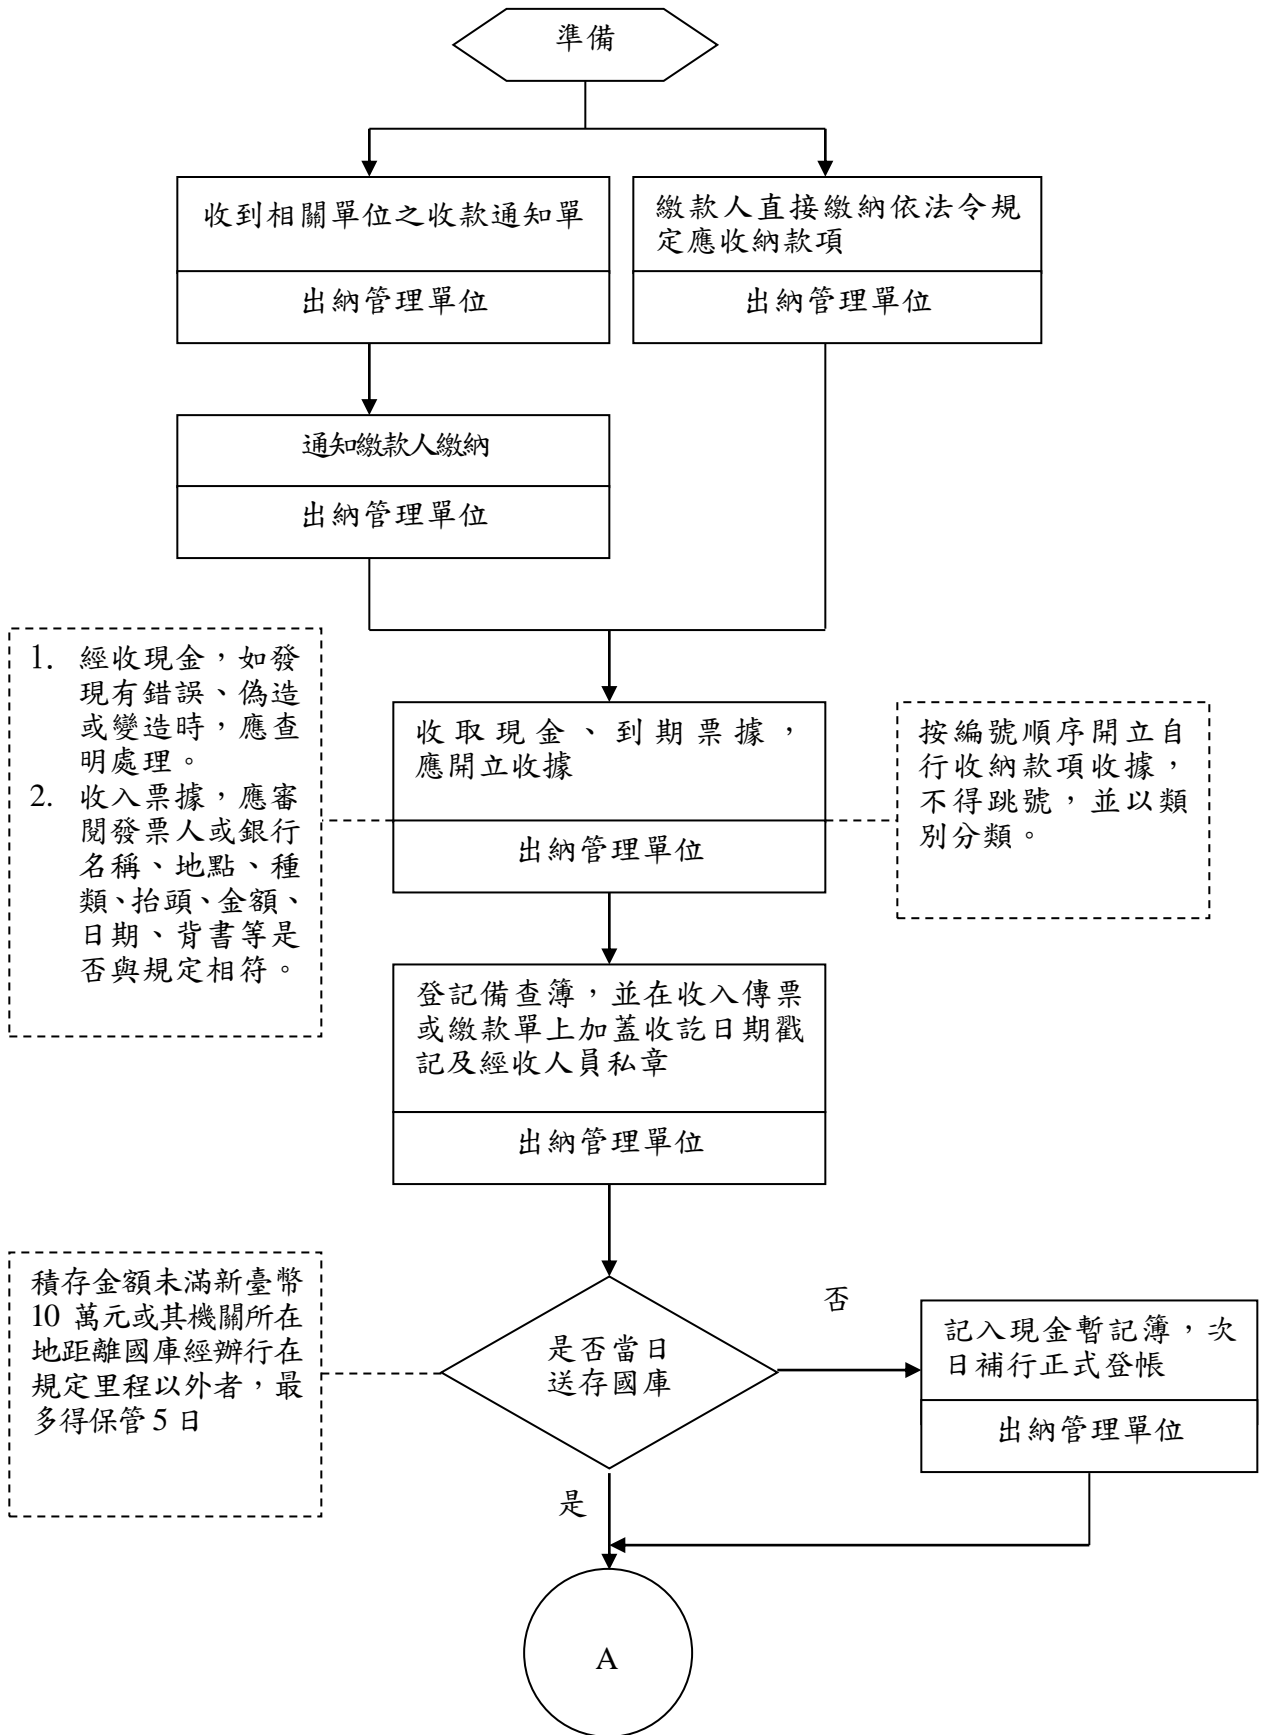 準備
收到相關單位之收款通知單
出納管理單位
繳款人直接繳納依法令規
定應收納款項
出納管理單位
通知繳款人繳納
出納管理單位
1. 經收現金，如發
現有錯誤、偽造
或變造時，應查
明處理。
2. 收入票據，應審
閱發票人或銀行
名稱、地點、種
類、抬頭、金額、
日期、背書等是
否與規定相符。
收取現金、到期票據，
應開立收據
出納管理單位
按編號順序開立自
行收納款項收據，
不得跳號，並以類
別分類。
登記備查簿，並在收入傳票
或繳款單上加蓋收訖日期戳
記及經收人員私章
出納管理單位
積存金額未滿新臺幣
10 萬元或其機關所在
地距離國庫經辦行在
規定里程以外者，最
多得保管 5 日
是否當日
送存國庫
否
記入現金暫記簿，次
日補行正式登帳
出納管理單位
是
A